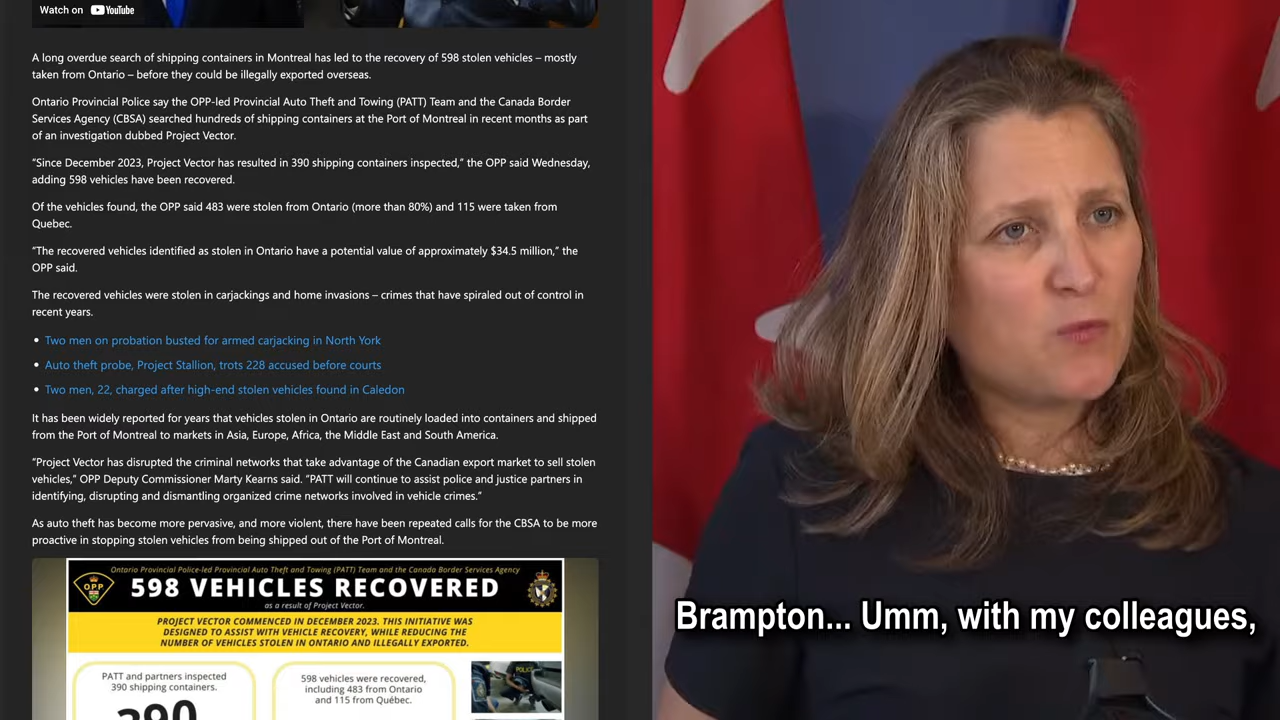 Watch on YouTube
A long overdue search of shipping containers in Montreal has led to the recovery of 598 stolen vehicles – mostly
taken from Ontario – before they could be illegally exported overseas.
Ontario Provincial Police say the OPP-led Provincial Auto Theft and Towing (PATT) Team and the Canada Border
Services Agency (CBSA) searched hundreds of shipping containers at the Port of Montreal in recent months as part
of an investigation dubbed Project Vector.
“Since December 2023, Project Vector has resulted in 390 shipping containers inspected,” the OPP said Wednesday,
adding 598 vehicles have been recovered.
Of the vehicles found, the OPP said 483 were stolen from Ontario (more than 80%) and 115 were taken from
Quebec.
“The recovered vehicles identified as stolen in Ontario have a potential value of approximately $34.5 million,” the
OPP said.
The recovered vehicles were stolen in carjackings and home invasions – crimes that have spiraled out of control in
recent years.
• Two men on probation busted for armed carjacking in North York
• Auto theft probe, Project Stallion, trots 228 accused before courts
• Two men, 22, charged after high-end stolen vehicles found in Caledon
It has been widely reported for years that vehicles stolen in Ontario are routinely loaded into containers and shipped
from the Port of Montreal to markets in Asia, Europe, Africa, the Middle East and South America.
“Project Vector has disrupted the criminal networks that take advantage of the Canadian export market to sell stolen
vehicles,” OPP Deputy Commissioner Marty Kearns said. “PATT will continue to assist police and justice partners in
identifying, disrupting and dismantling organized crime networks involved in vehicle crimes.”
As auto theft has become more pervasive, and more violent, there have been repeated calls for the CBSA to be more
proactive in stopping stolen vehicles from being shipped out of the Port of Montreal.
Ontario Provincial Police-led Provincial Auto Theft and Towing (PATT) Team and the Canada Border Services Agency
OPP
598 VEHICLES RECOVERED
as a result of Project Vector.
PROJECT VECTOR COMMENCED IN DECEMBER 2023. THIS INITIATIVE WAS
DESIGNED TO ASSIST WITH VEHICLE RECOVERY, WHILE REDUCING THE
NUMBER OF VEHICLES STOLEN IN ONTARIO AND ILLEGALLY EXPORTED.
PATT and partners inspected
390 shipping containers.
390
598 vehicles were recovered,
including 483 from Ontario
and 115 from Québec.
POLICE
Brampton... Umm, with my colleagues,